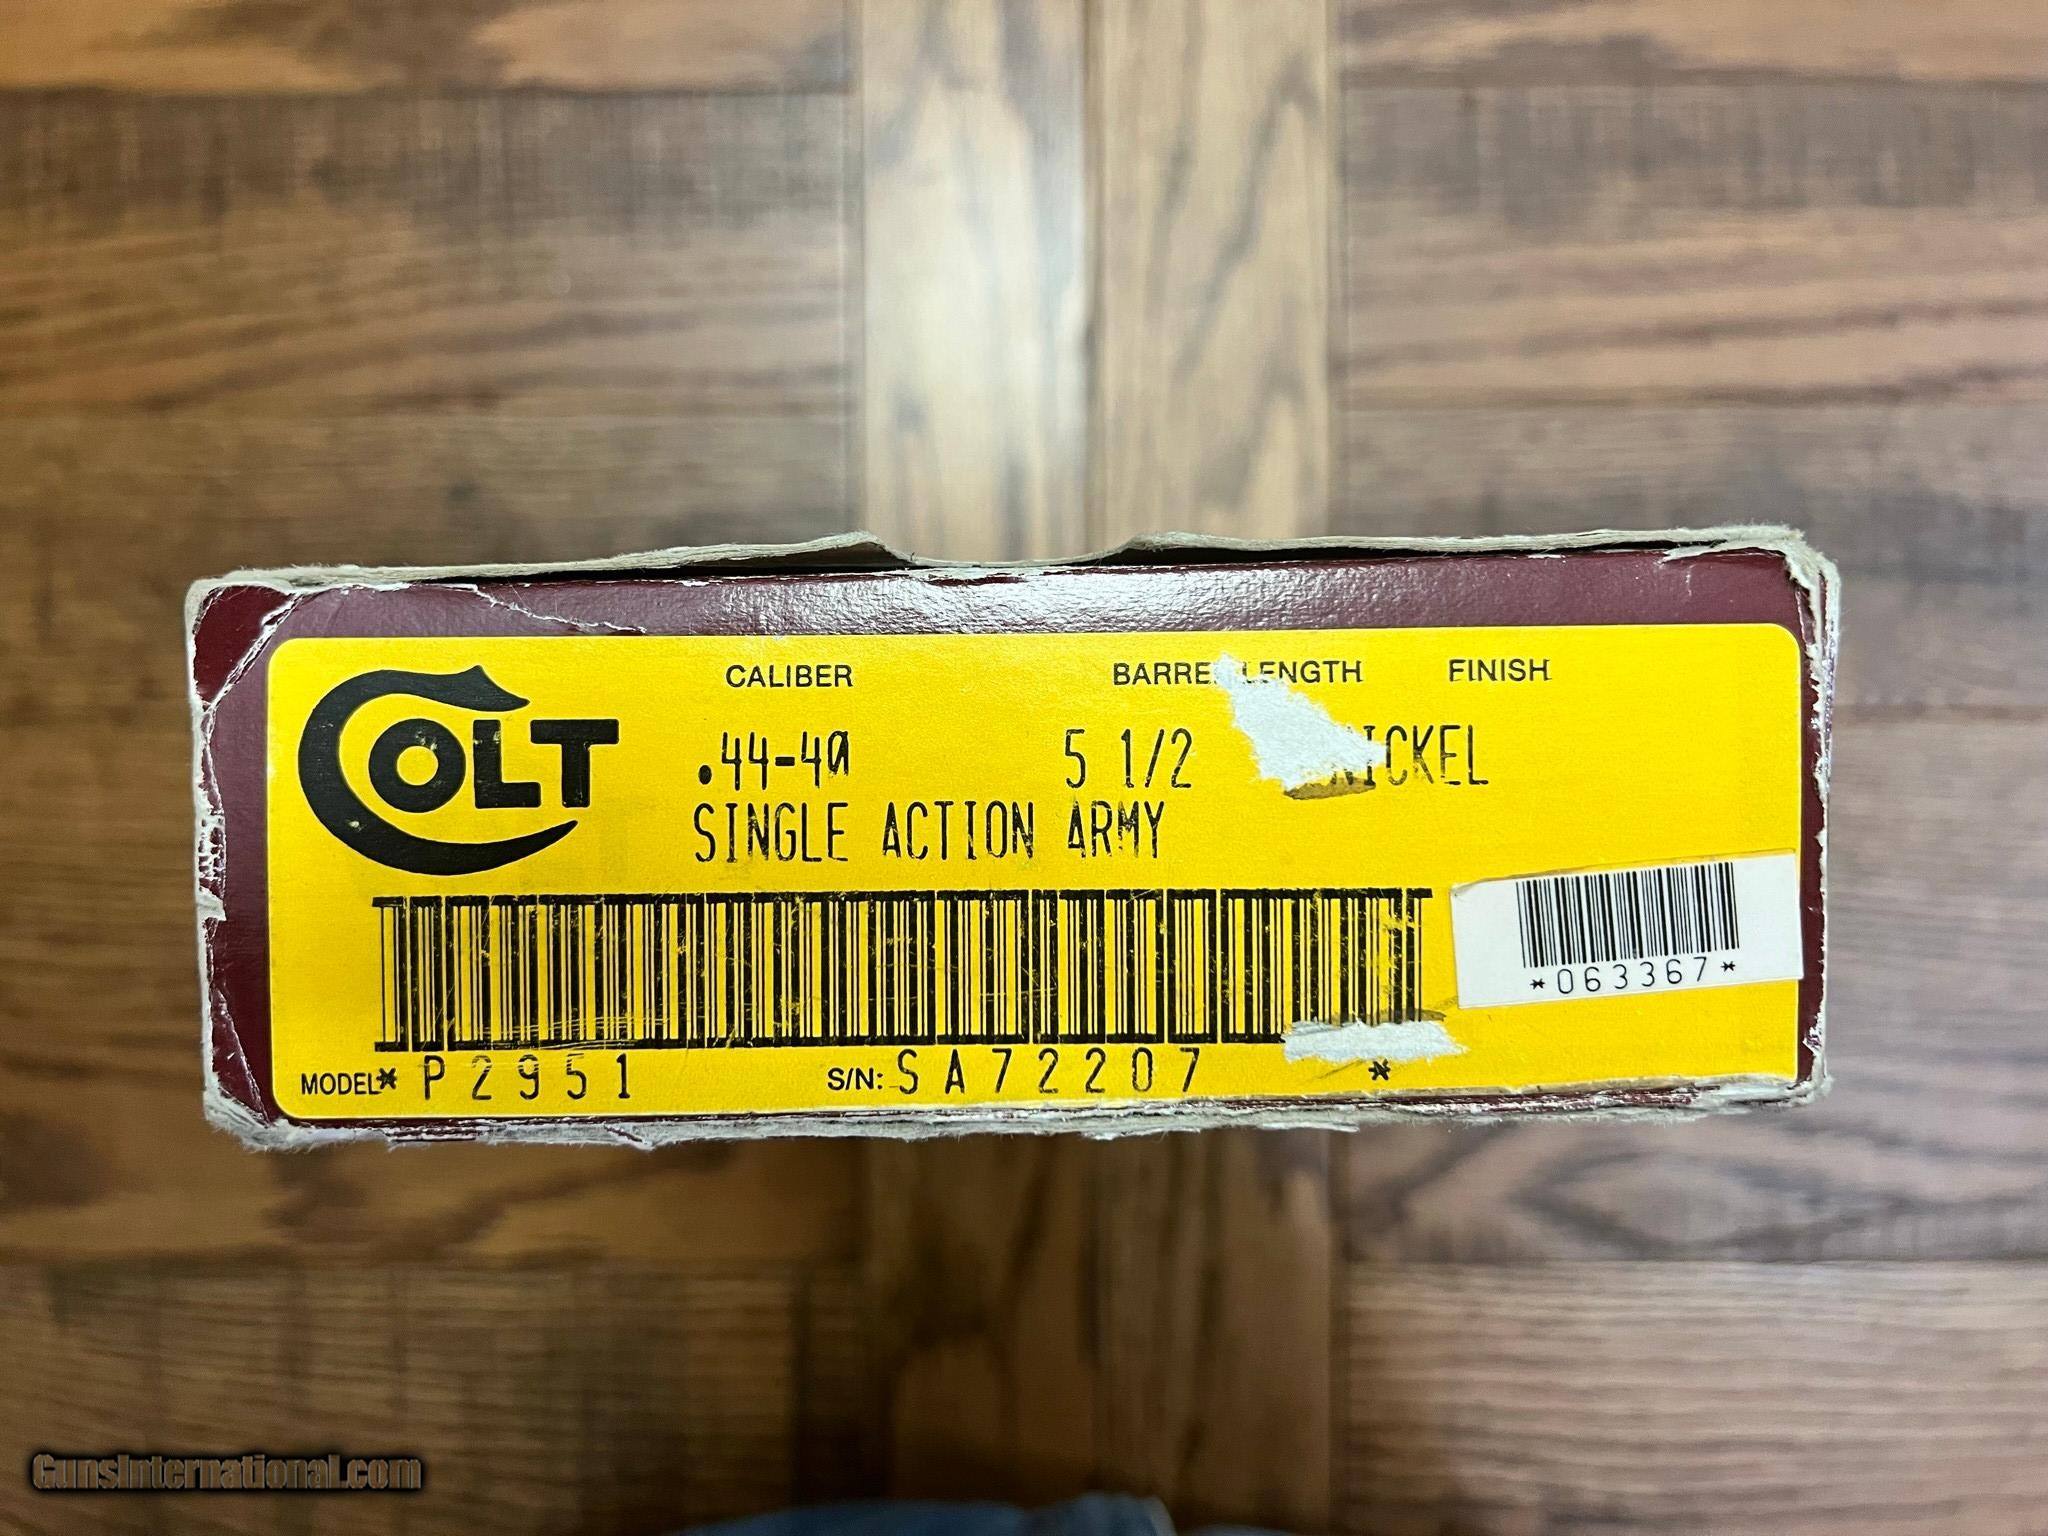 COLT
CALIBER BARREL LENGTH FINISH
.44-40 5 1/2 NICKEL
SINGLE ACTION ARMY
*063367*
MODEL* P2951 S/N: SA72207 *
GunsInternational.com